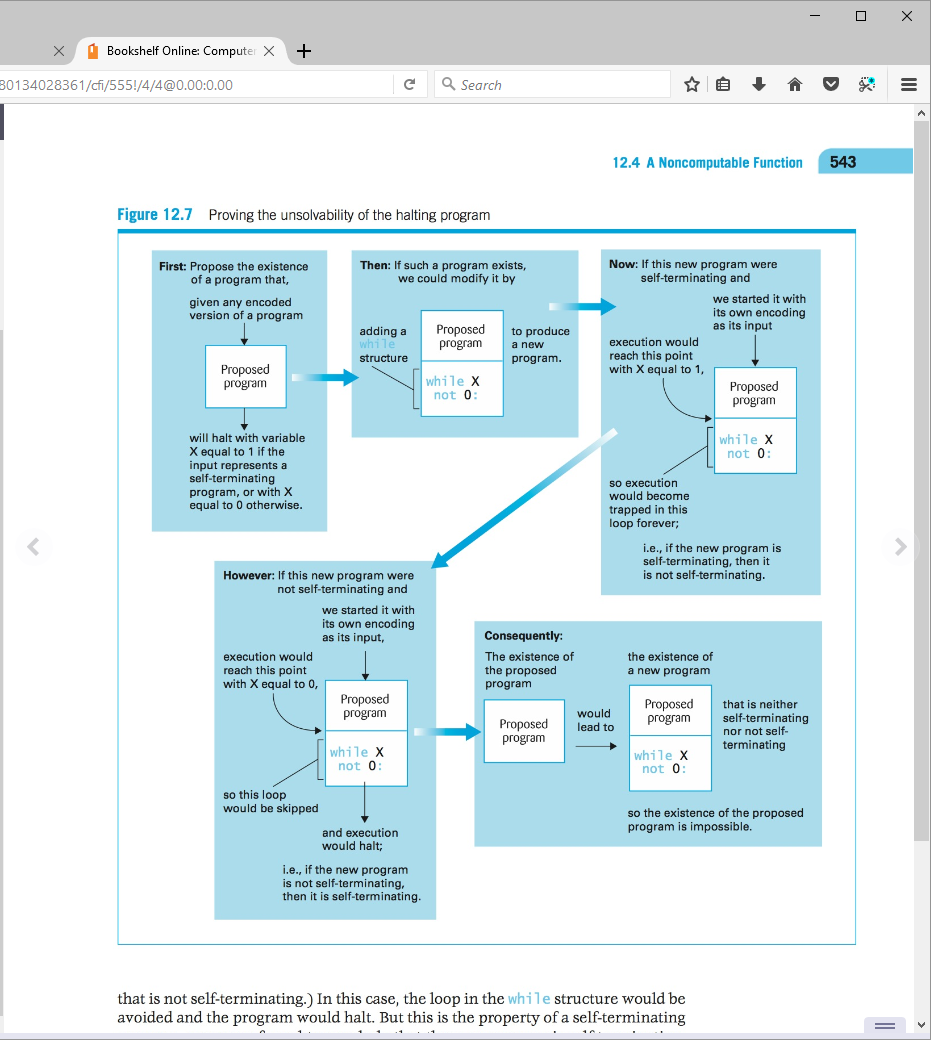 Bookshelf Online: Compute
80134028361/cfi/555!/4/4@0.00:0.00
Search
12.4 A Noncomputable Function 543
Figure 12.7 Proving the unsolvability of the halting program
First: Propose the existence
of a program that,
given any encoded
version of a program
Proposed
program
will halt with variable
X equal to 1 if the
input represents a
self-terminating
program, or with X
equal to 0 otherwise.
Then: If such a program exists,
we could modify it by
adding a
while
structure
Proposed
program
while X
not 0:
to produce
a new
program.
Now: If this new program were
self-terminating and
we started it with
its own encoding
as its input
execution would
reach this point
with X equal to 1,
Proposed
program
while X
not 0:
so execution
would become
trapped in this
loop forever;
i.e., if the new program is
self-terminating, then it
is not self-terminating.
However: If this new program were
not self-terminating and
we started it with
its own encoding
as its input,
execution would
reach this point
with X equal to 0,
Proposed
program
while X
not 0:
so this loop
would be skipped
and execution
would halt;
i.e., if the new program
is not self-terminating,
then it is self-terminating.
Consequently:
The existence of
the proposed
program
Proposed
program
would
lead to
the existence of
a new program
Proposed
program
while X
not 0:
that is neither
self-terminating
nor not self-
terminating
so the existence of the proposed
program is impossible.
that is not self-terminating.) In this case, the loop in the while structure would be
avoided and the program would halt. But this is the property of a self-terminating